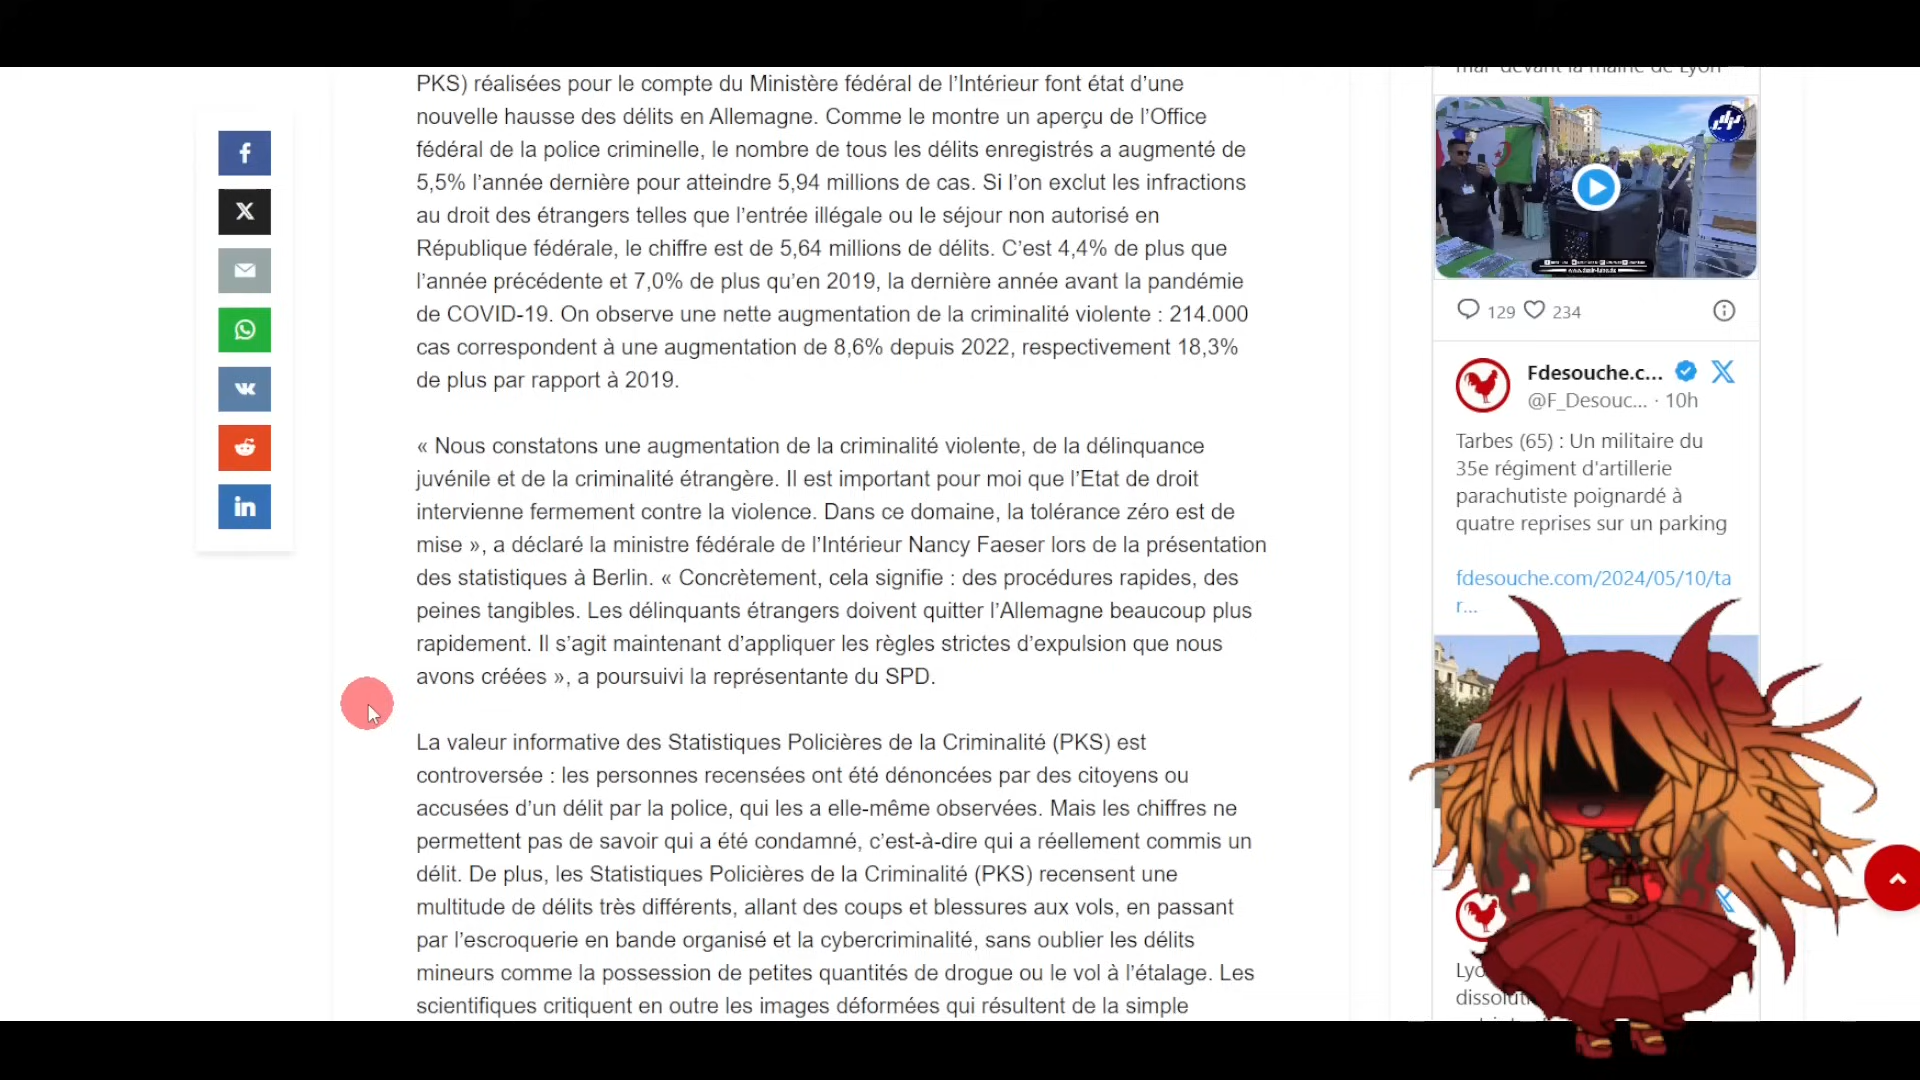 PKS) réalisées pour le compte du Ministère fédéral de l’Intérieur font état d’une
nouvelle hausse des délits en Allemagne. Comme le montre un aperçu de l’Office
fédéral de la police criminelle, le nombre de tous les délits enregistrés a augmenté de
5,5% l’année dernière pour atteindre 5,94 millions de cas. Si l’on exclut les infractions
au droit des étrangers telles que l’entrée illégale ou le séjour non autorisé en
République fédérale, le chiffre est de 5,64 millions de délits. C’est 4,4% de plus que
l’année précédente et 7,0% de plus qu’en 2019, la dernière année avant la pandémie
de COVID-19. On observe une nette augmentation de la criminalité violente : 214.000
cas correspondent à une augmentation de 8,6% depuis 2022, respectivement 18,3%
de plus par rapport à 2019.
« Nous constatons une augmentation de la criminalité violente, de la délinquance
juvénile et de la criminalité étrangère. Il est important pour moi que l’Etat de droit
intervienne fermement contre la violence. Dans ce domaine, la tolérance zéro est de
mise », a déclaré la ministre fédérale de l’Intérieur Nancy Faeser lors de la présentation
des statistiques à Berlin. « Concrètement, cela signifie : des procédures rapides, des
peines tangibles. Les délinquants étrangers doivent quitter l’Allemagne beaucoup plus
rapidement. Il s’agit maintenant d’appliquer les règles strictes d’expulsion que nous
avons créées », a poursuivi la représentante du SPD.
La valeur informative des Statistiques Policières de la Criminalité (PKS) est
controversée : les personnes recensées ont été dénoncées par des citoyens ou
accusées d’un délit par la police, qui les a elle-même observées. Mais les chiffres ne
permettent pas de savoir qui a été condamné, c’est-à-dire qui a réellement commis un
délit. De plus, les Statistiques Policières de la Criminalité (PKS) recensent une
multitude de délits très différents, allant des coups et blessures aux vols, en passant
par l’escroquerie en bande organisé et la cybercriminalité, sans oublier les délits
mineurs comme la possession de petites quantités de drogue ou le vol à l’étalage. Les
scientifiques critiquent en outre les images déformées qui résultent de la simple
devant la mairie de Lyon
129 234
Fdesouche.c...
@F_Desouc... · 10h
Tarbes (65) : Un militaire du
35e régiment d'artillerie
parachutiste poignardé à
quatre reprises sur un parking
fdesouche.com/2024/05/10/ta
r...
Lyo
dissoluti